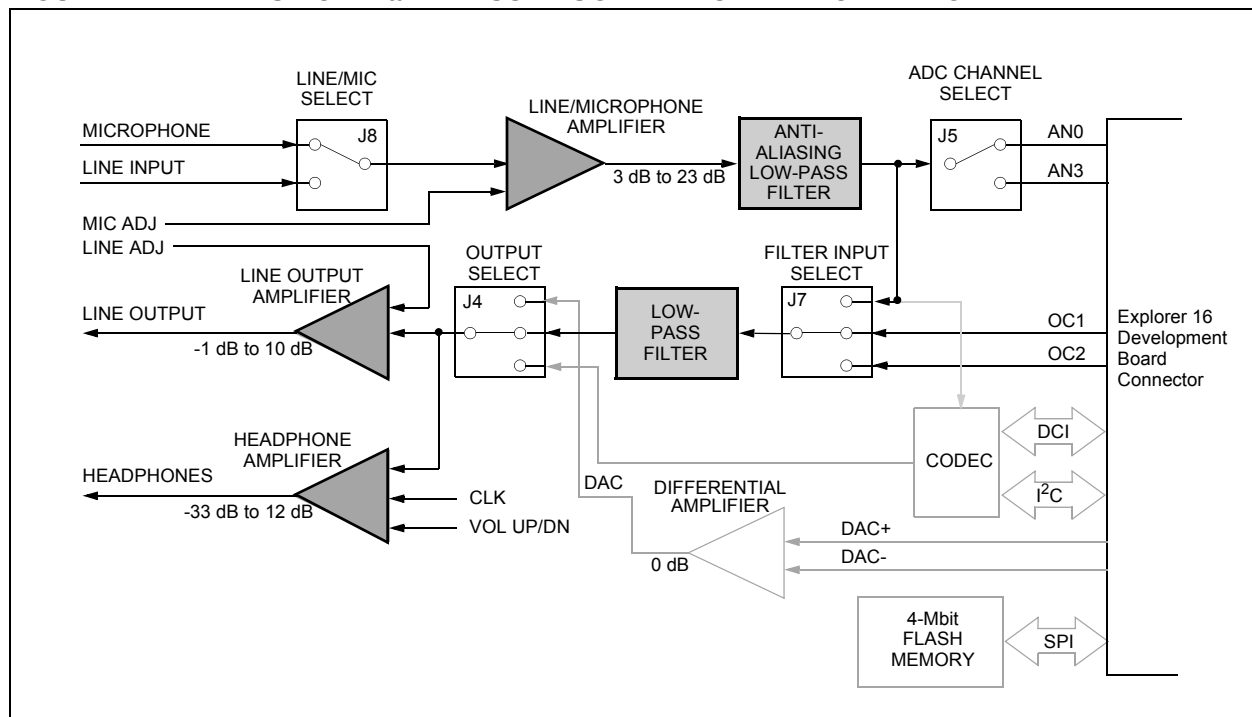 LINE/MIC
SELECT
J8
MICROPHONE
LINE INPUT
MIC ADJ
LINE ADJ
LINE/MICROPHONE
AMPLIFIER
3 dB to 23 dB
ANTI-
ALIASING
LOW-PASS
FILTER
ADC CHANNEL
SELECT
J5
AN0
AN3
LINE OUTPUT
AMPLIFIER
LINE OUTPUT
-1 dB to 10 dB
OUTPUT
SELECT
J4
LOW-
PASS
FILTER
FILTER INPUT
SELECT
J7
OC1
OC2
Explorer 16
Development
Board
Connector
HEADPHONE
AMPLIFIER
HEADPHONES
-33 dB to 12 dB
CLK
VOL UP/DN
DAC
DIFFERENTIAL
AMPLIFIER
0 dB
CODEC
DCI
I²C
DAC+
DAC-
4-Mbit
FLASH
MEMORY
SPI